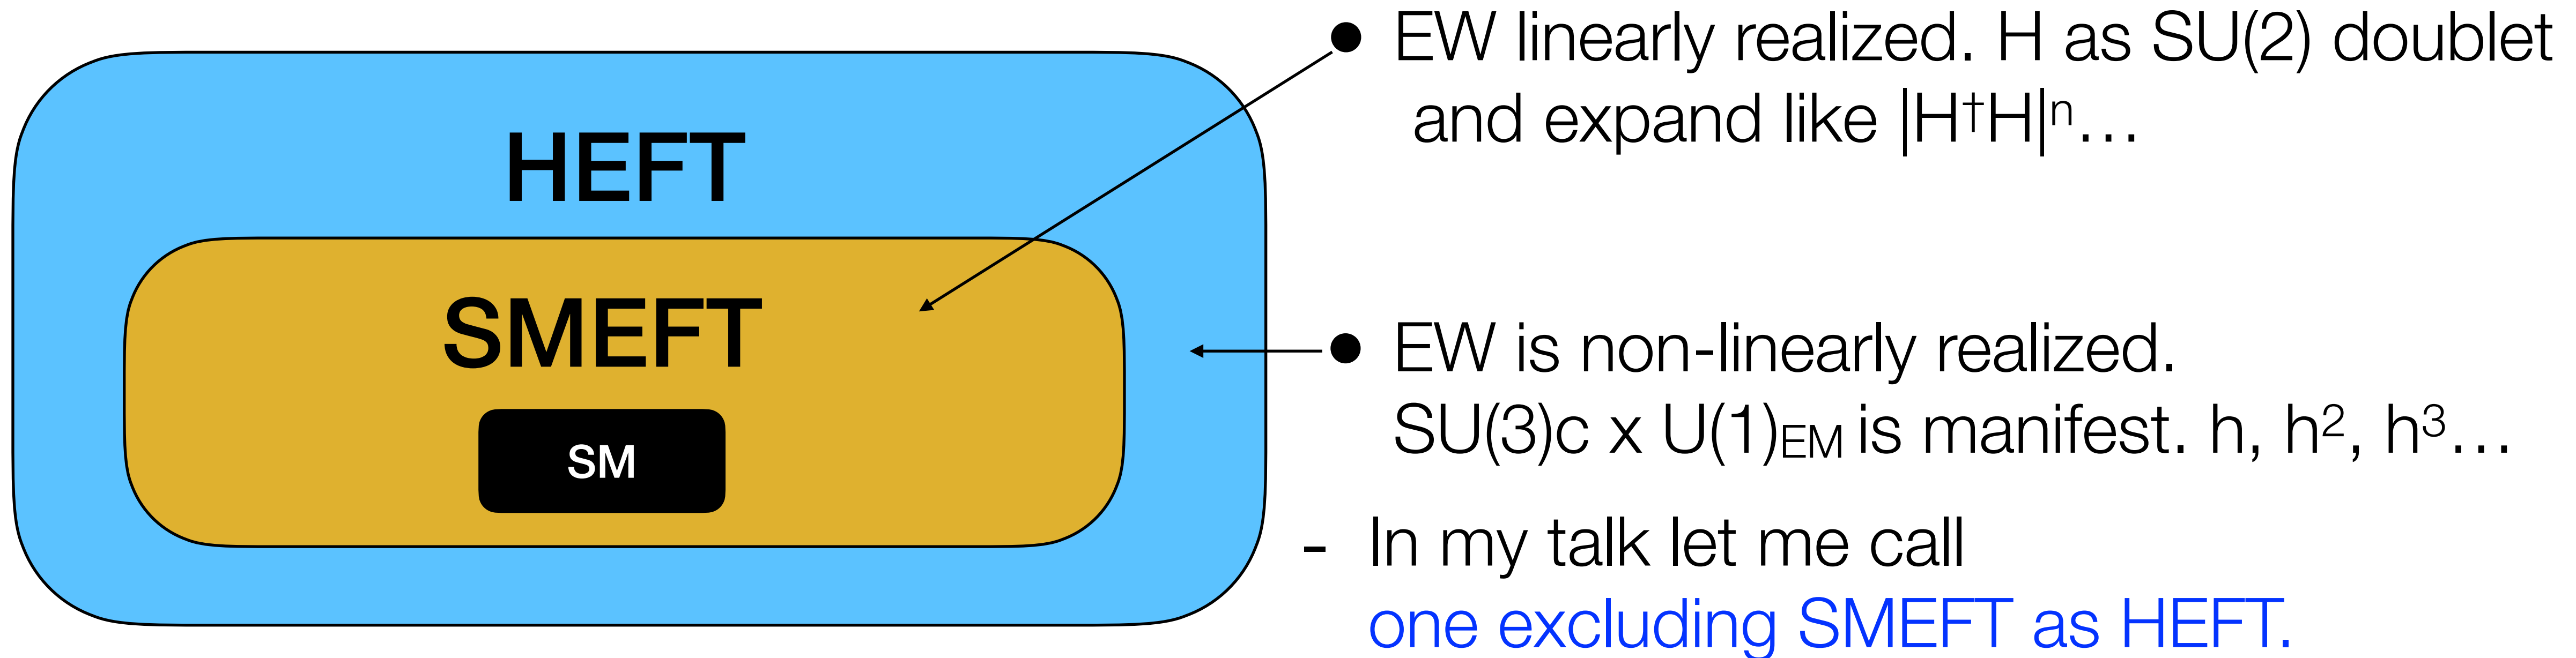 HEFT
SMEFT
SM
● EW linearly realized. H as SU(2) doublet
and expand like |H†H|ⁿ…
● EW is non-linearly realized.
SU(3)c x U(1)EM is manifest. h, h², h³…
- In my talk let me call
one excluding SMEFT as HEFT.